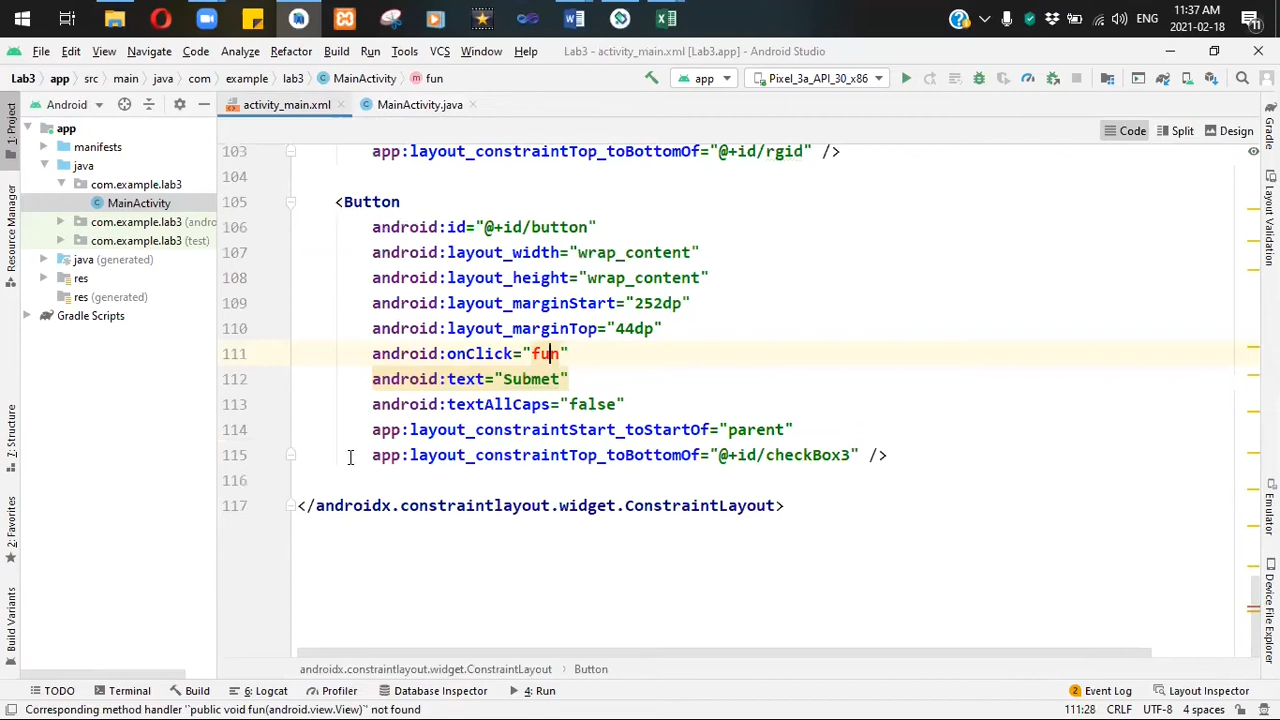 11:37 AM
ENG
2021-02-18
File Edit View Navigate Code Analyze Refactor Build Run Tools VCS Window Help Lab3 - activity_main.xml [Lab3.app] - Android Studio
Lab3 app src main java com example lab3 MainActivity fun app Pixel_3a_API_30_x86
Android activity_main.xml MainActivity.java
Code Split Design
1: Project
Resource Manager
7: Structure
2: Favorites
Build Variants
app
manifests
java
com.example.lab3
MainActivity
com.example.lab3 (andro
com.example.lab3 (test)
java (generated)
res
res (generated)
Gradle Scripts
103 app:layout_constraintTop_toBottomOf="@+id/rgid" />
104
105 <Button
106 android:id="@+id/button"
107 android:layout_width="wrap_content"
108 android:layout_height="wrap_content"
109 android:layout_marginStart="252dp"
110 android:layout_marginTop="44dp"
111 android:onClick="fun"
112 android:text="Submet"
113 android:textAllCaps="false"
114 app:layout_constraintStart_toStartOf="parent"
115 app:layout_constraintTop_toBottomOf="@+id/checkBox3" />
116
117 </androidx.constraintlayout.widget.ConstraintLayout>
Gradle
Layout Validation
Emulator
Device File Explorer
androidx.constraintlayout.widget.ConstraintLayout Button
TODO Terminal Build 6: Logcat Profiler Database Inspector 4: Run 2 Event Log Layout Inspector
Corresponding method handler '`public void fun(android.view.View)`' not found 111:28 CRLF UTF-8 4 spaces